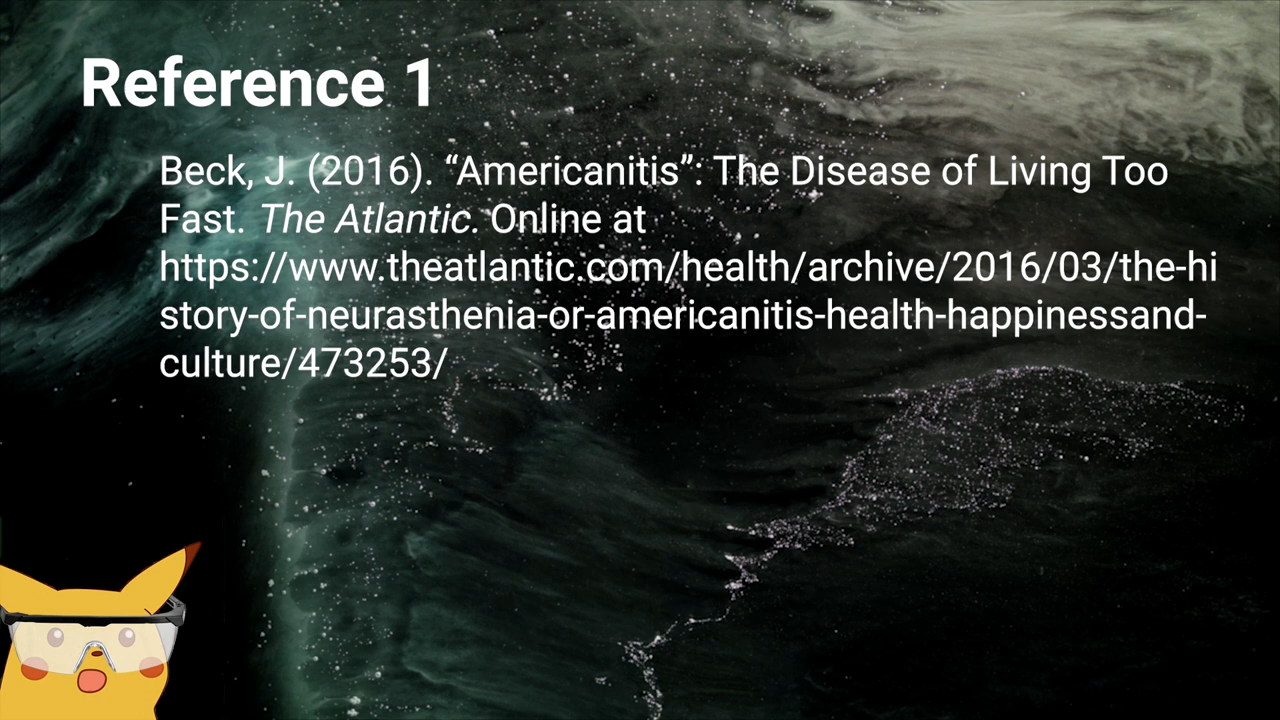 Reference 1
Beck, J. (2016). “Americanitis”: The Disease of Living Too
Fast. The Atlantic. Online at
https://www.theatlantic.com/health/archive/2016/03/the-hi
story-of-neurasthenia-or-americanitis-health-happinessand-
culture/473253/